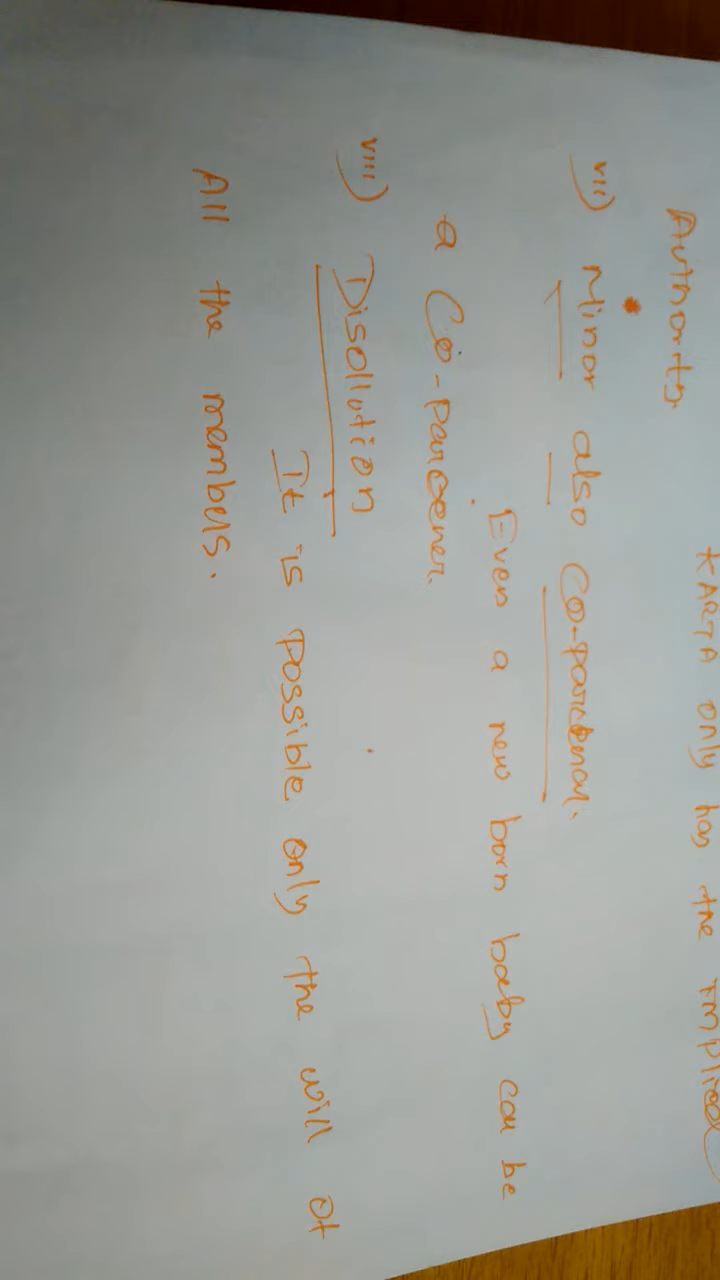 KARTA only has the Implied
Authority.
vii) Minor also Co-parcenar.
Even a new born baby can be
a Co-parcener.
viii) Disollution
It is possible only the will of
All the members.